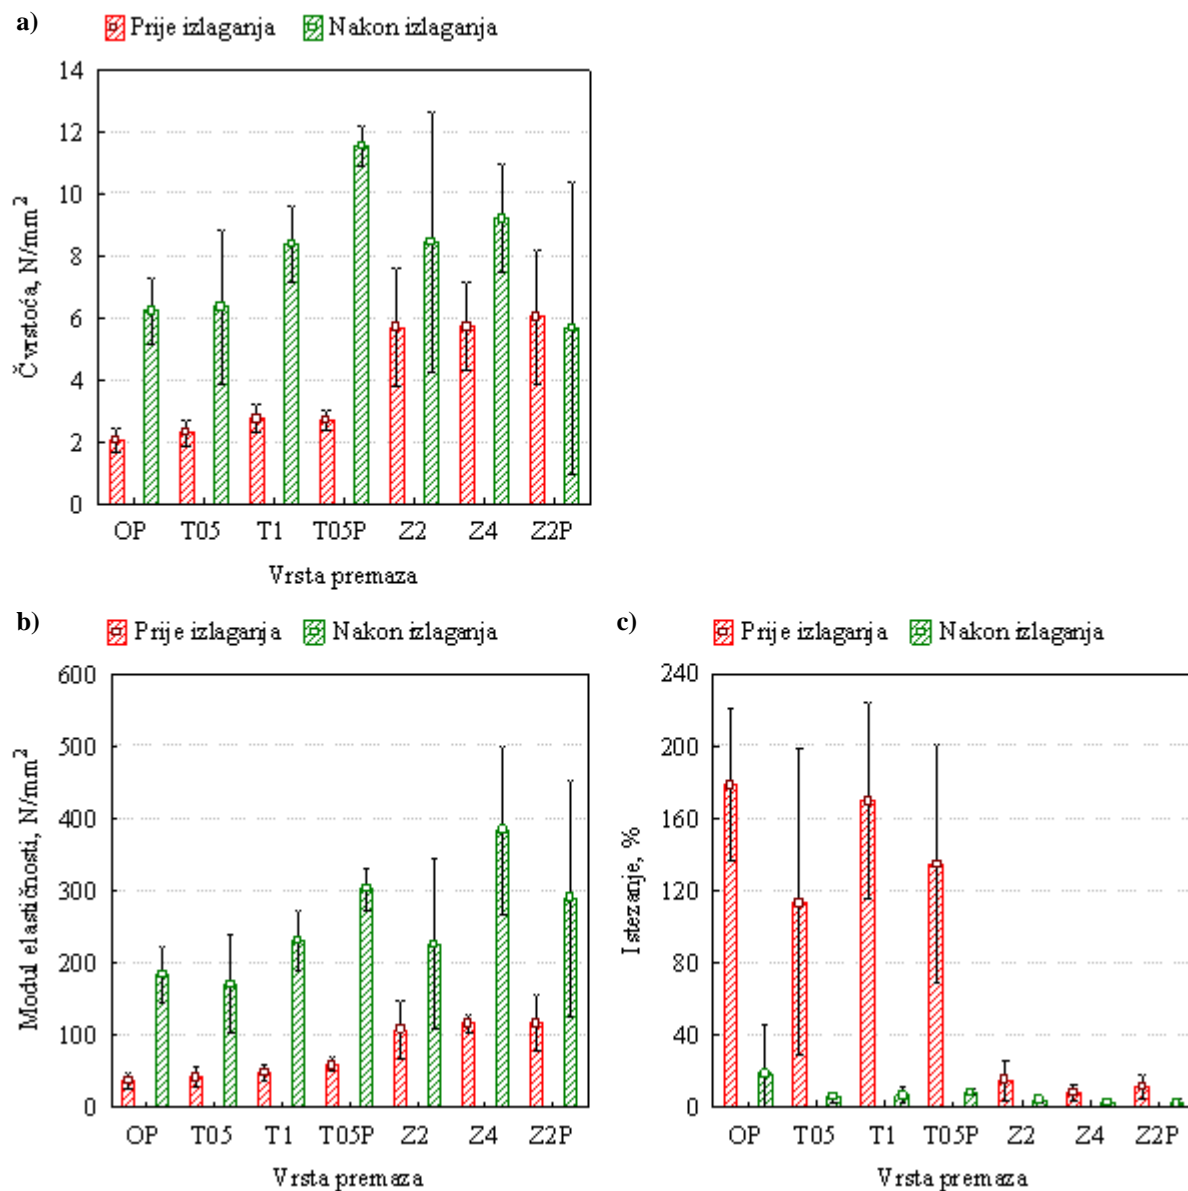 a)
Prije izlaganja Nakon izlaganja
14
12
10
8
6
4
2
0
Čvrstoća, N/mm²
OP T05 T1 T05P Z2 Z4 Z2P
Vrsta premaza
b)
Prije izlaganja Nakon izlaganja
600
500
400
300
200
100
0
Modul elastičnosti, N/mm²
OP T05 T1 T05P Z2 Z4 Z2P
Vrsta premaza
c)
Prije izlaganja Nakon izlaganja
240
200
160
120
80
40
0
Istezanje, %
OP T05 T1 T05P Z2 Z4 Z2P
Vrsta premaza